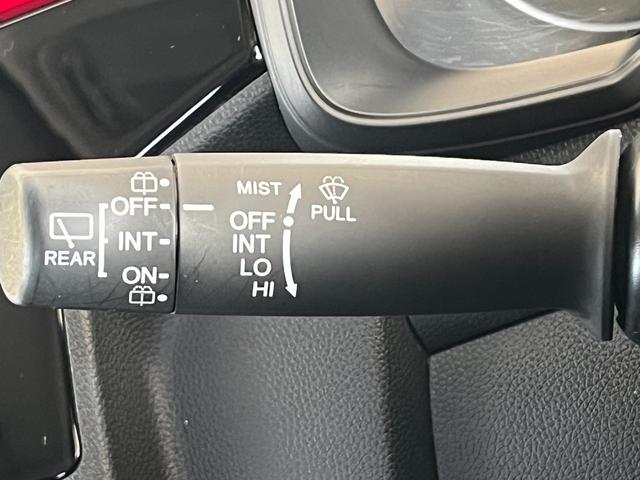 REAR
OFF
INT
ON
MIST
OFF
INT
LO
HI
PULL